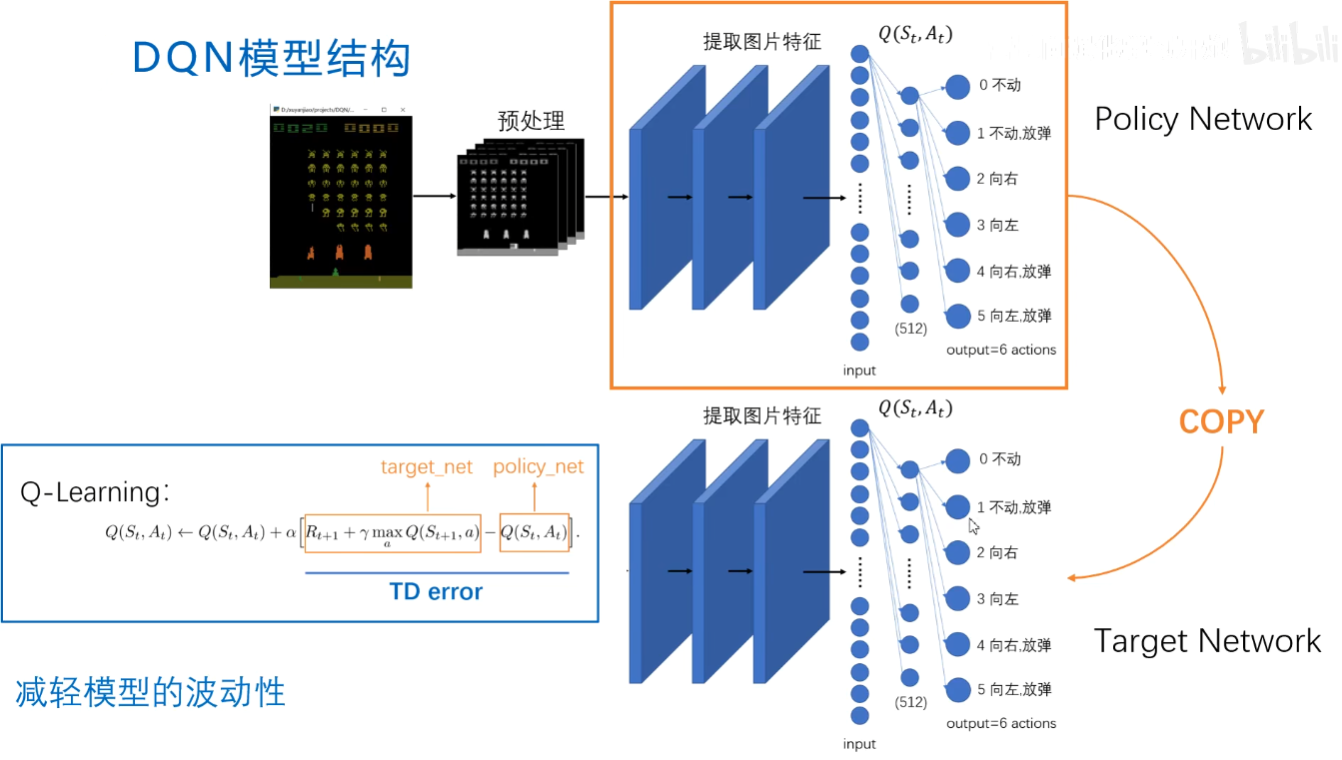 DQN模型结构
预处理
提取图片特征
Q(S_t, A_t)
0 不动
1 不动,放弹
2 向右
3 向左
4 向右,放弹
5 向左,放弹
(512)
output=6 actions
input
Policy Network
bilibili
COPY
target_net
policy_net
Q-Learning:
Q(S_t, A_t) ← Q(S_t, A_t) + α[R_{t+1} + γ max_a Q(S_{t+1}, a) − Q(S_t, A_t)].
TD error
减轻模型的波动性
提取图片特征
Q(S_t, A_t)
0 不动
1 不动,放弹
2 向右
3 向左
4 向右,放弹
5 向左,放弹
(512)
output=6 actions
input
Target Network